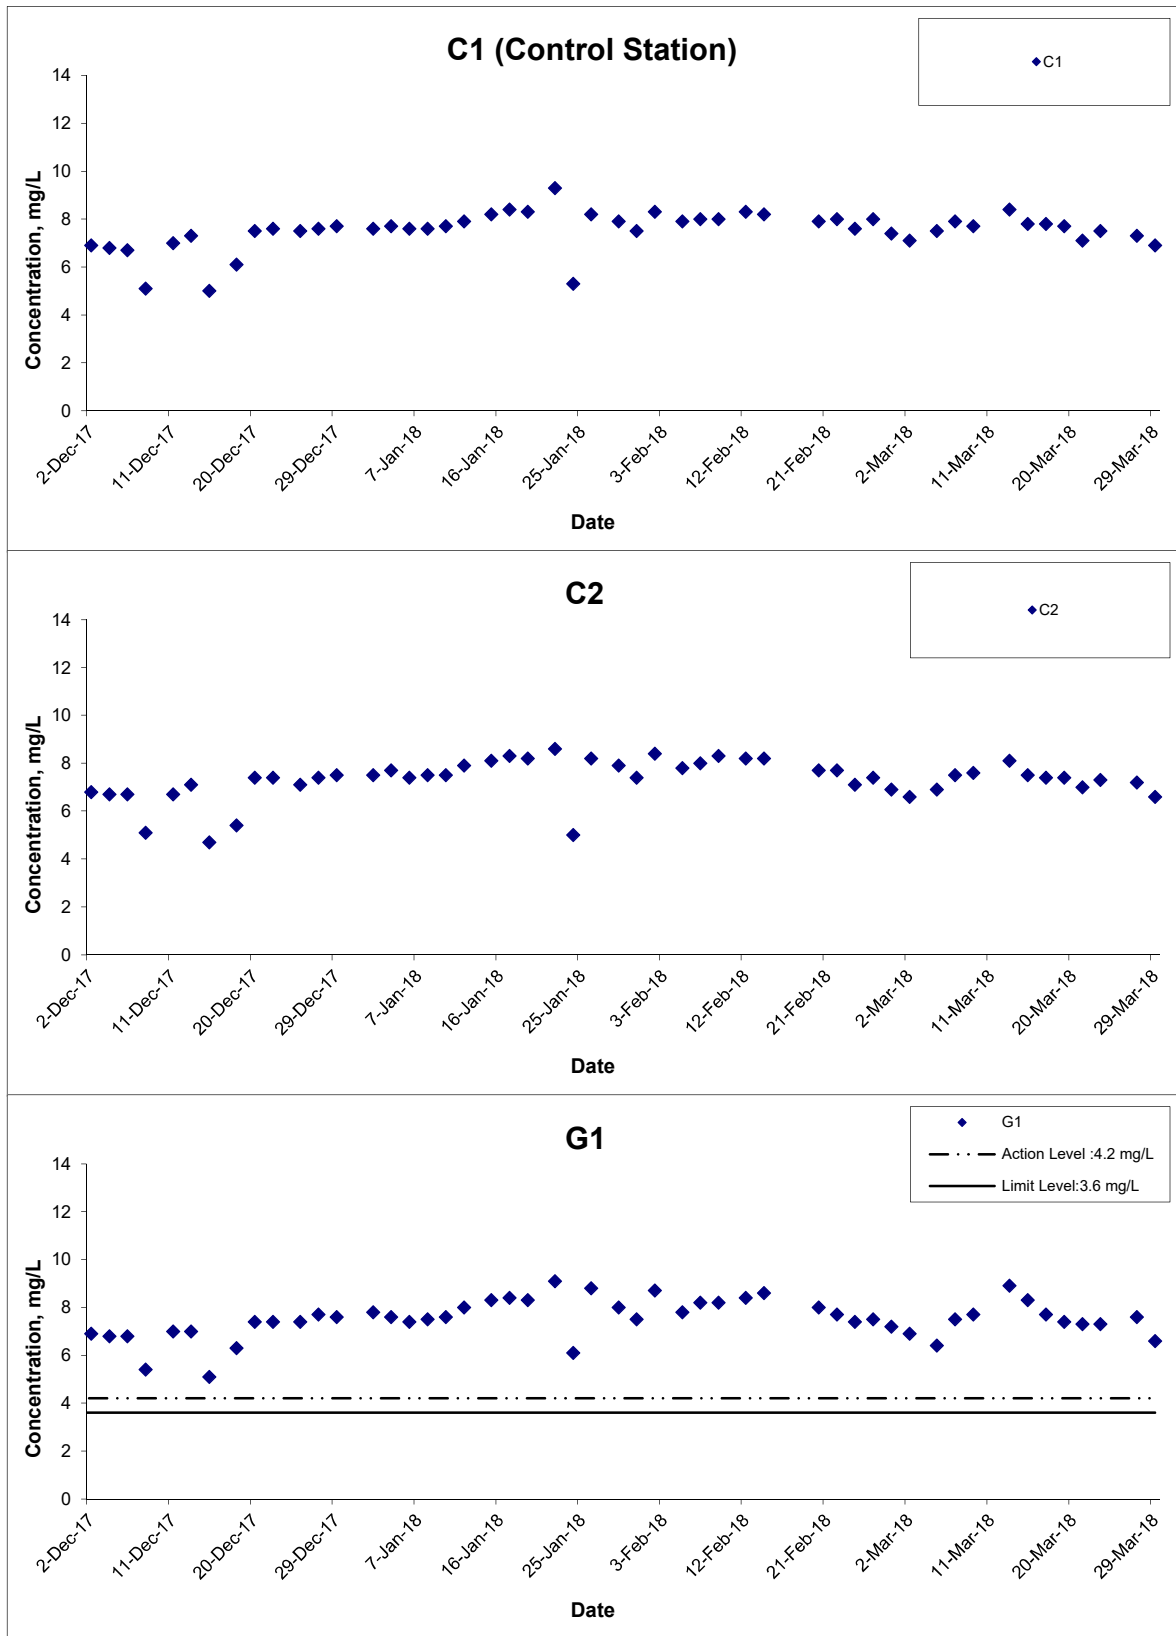 C1 (Control Station)
C1
14
12
10
8
6
4
2
0
Concentration, mg/L
2-Dec-17
11-Dec-17
20-Dec-17
29-Dec-17
7-Jan-18
16-Jan-18
25-Jan-18
3-Feb-18
12-Feb-18
21-Feb-18
2-Mar-18
11-Mar-18
20-Mar-18
29-Mar-18
Date
C2
C2
14
12
10
8
6
4
2
0
Concentration, mg/L
2-Dec-17
11-Dec-17
20-Dec-17
29-Dec-17
7-Jan-18
16-Jan-18
25-Jan-18
3-Feb-18
12-Feb-18
21-Feb-18
2-Mar-18
11-Mar-18
20-Mar-18
29-Mar-18
Date
G1
G1
Action Level :4.2 mg/L
Limit Level:3.6 mg/L
14
12
10
8
6
4
2
0
Concentration, mg/L
2-Dec-17
11-Dec-17
20-Dec-17
29-Dec-17
7-Jan-18
16-Jan-18
25-Jan-18
3-Feb-18
12-Feb-18
21-Feb-18
2-Mar-18
11-Mar-18
20-Mar-18
29-Mar-18
Date